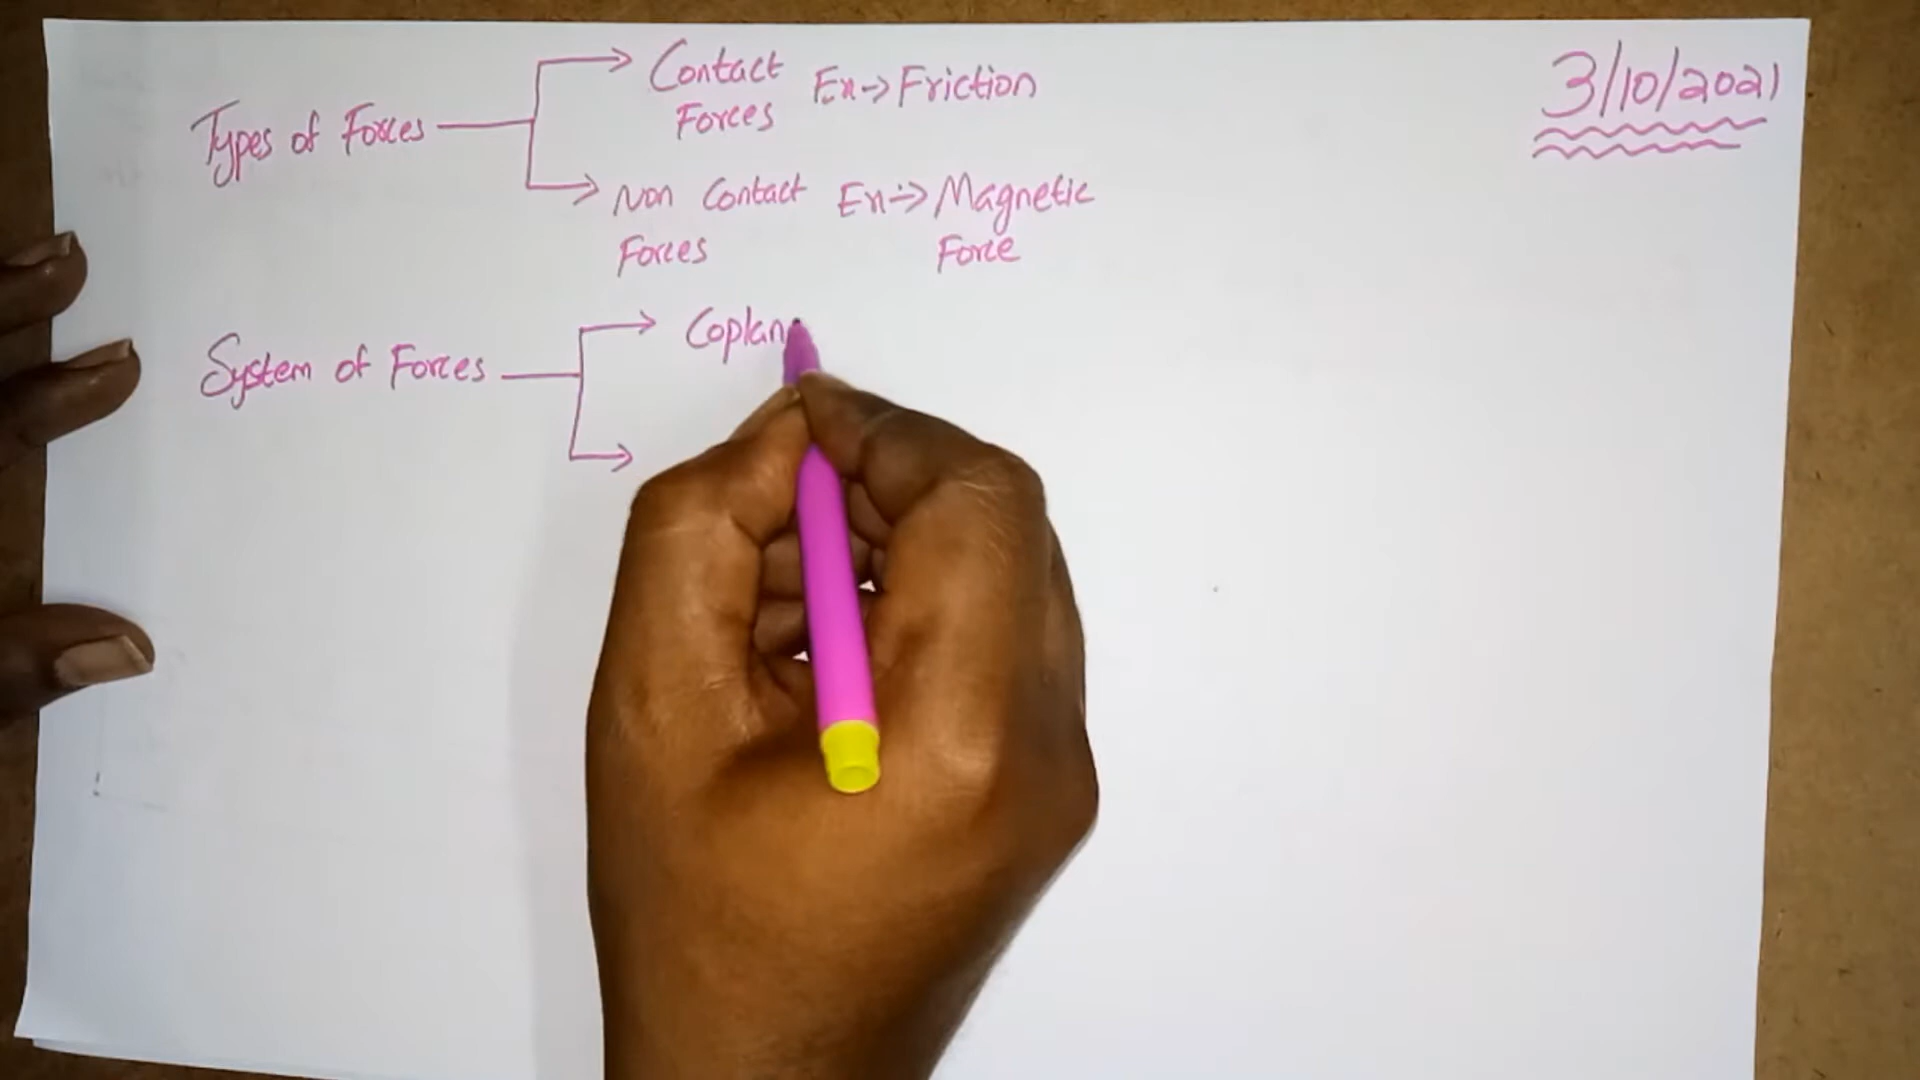 3/10/2021
Types of Forces
Contact
Forces
Ex->Friction
Non Contact
Forces
Ex:->Magnetic
Force
System of Forces
Coplan